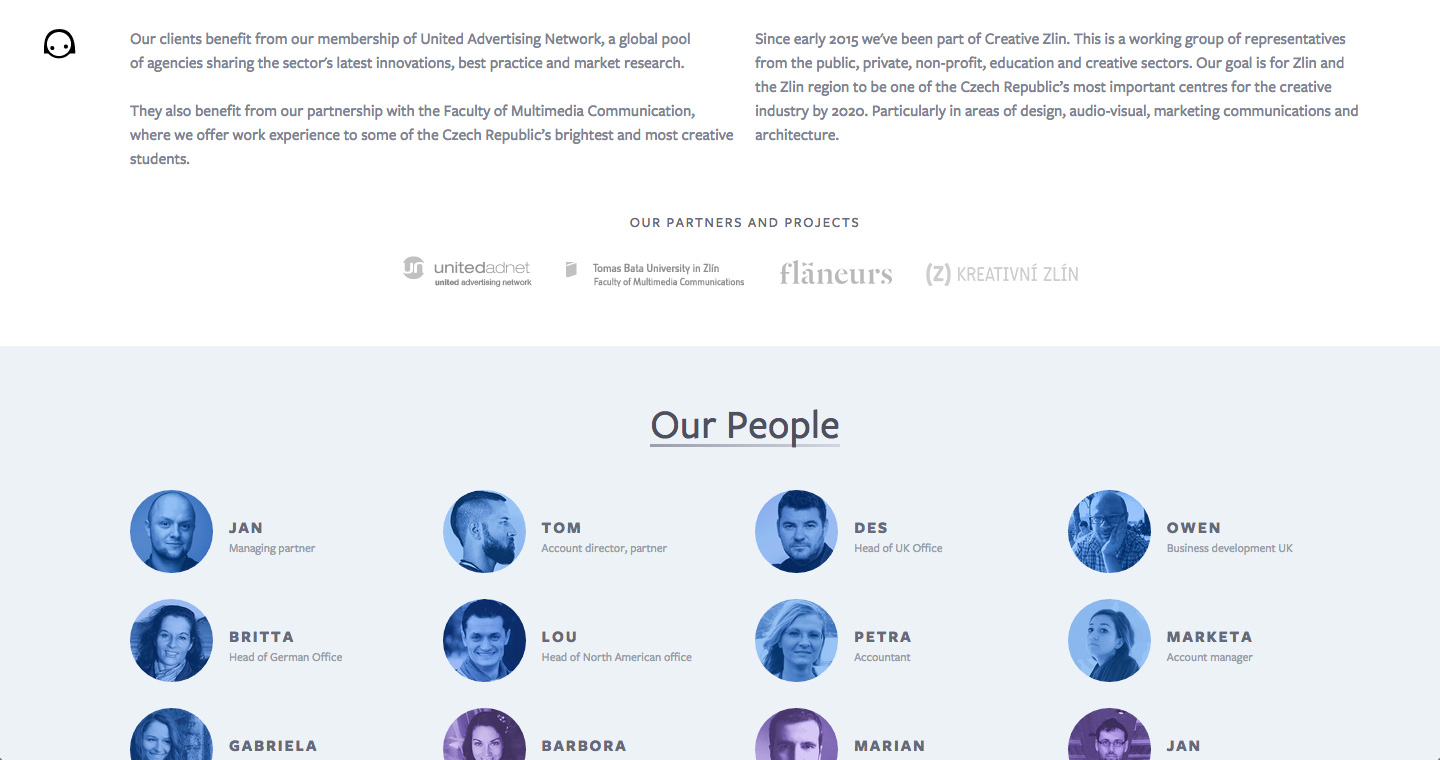 Our clients benefit from our membership of United Advertising Network, a global pool
of agencies sharing the sector's latest innovations, best practice and market research.
They also benefit from our partnership with the Faculty of Multimedia Communication,
where we offer work experience to some of the Czech Republic's brightest and most creative
students.
Since early 2015 we've been part of Creative Zlin. This is a working group of representatives
from the public, private, non-profit, education and creative sectors. Our goal is for Zlin and
the Zlin region to be one of the Czech Republic's most important centres for the creative
industry by 2020. Particularly in areas of design, audio-visual, marketing communications and
architecture.
OUR PARTNERS AND PROJECTS
un unitedadnet
united advertising network
Tomas Bata University in Zlín
Faculty of Multimedia Communications
fläneurs
(Z) KREATIVNÍ ZLÍN
Our People
JAN
Managing partner
TOM
Account director, partner
DES
Head of UK Office
OWEN
Business development UK
BRITTA
Head of German Office
LOU
Head of North American office
PETRA
Accountant
MARKETA
Account manager
GABRIELA
BARBORA
MARIAN
JAN